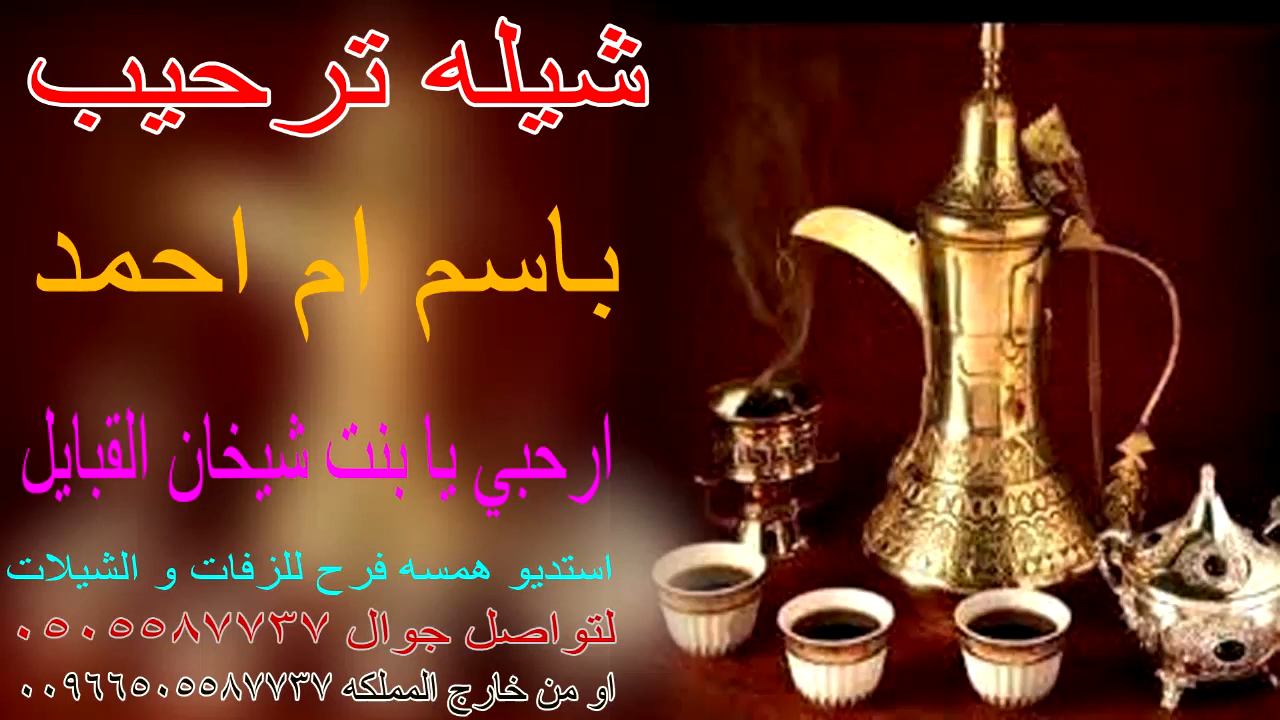 شيله ترحيب
باسم ام احمد
ارحبي يا بنت شيخان القبايل
استديو همسه فرح للزفات و الشيلات
لتواصل جوال ٠٥٠٥٥٨٧٧٣٧
او من خارج المملكه ٠٠٩٦٦٥٠٥٥٨٧٧٣٧